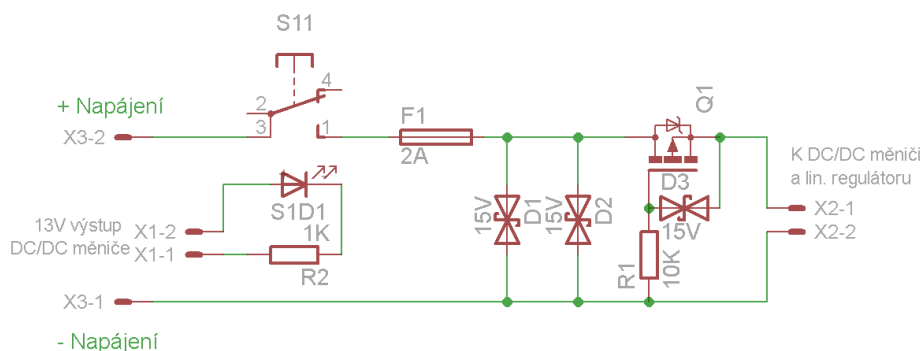 S11
4
2
3
1
+ Napájení
X3-2
F1
2A
Q1
K DC/DC měniči
a lin. regulátoru
D3
15V
X2-1
X2-2
15V
D1
15V
D2
S1D1
1K
R2
13V výstup
DC/DC měniče
X1-2
X1-1
R1
10K
X3-1
- Napájení